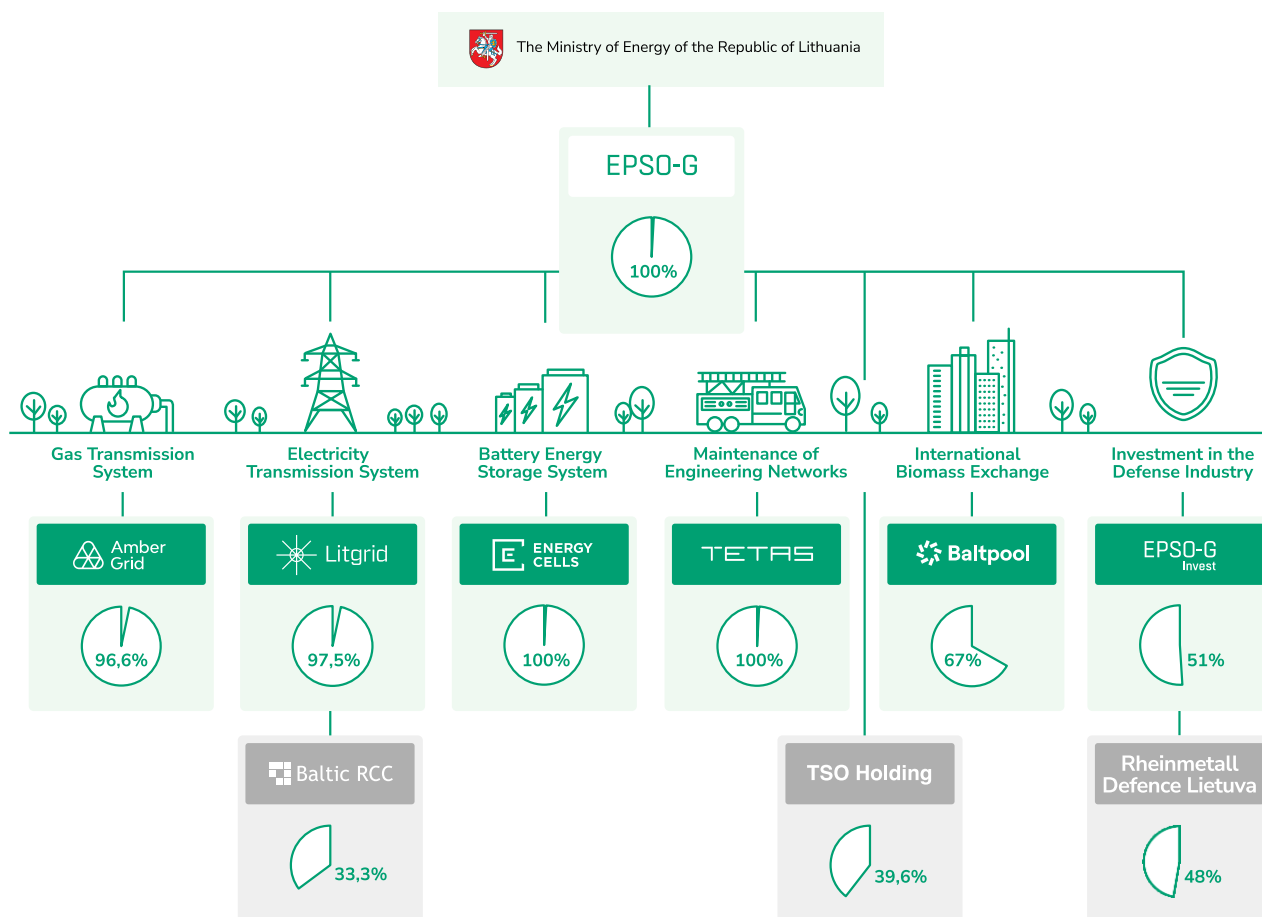 The Ministry of Energy of the Republic of Lithuania
EPSO-G
100%
Gas Transmission
System
Electricity
Transmission System
Battery Energy
Storage System
Maintenance of
Engineering Networks
International
Biomass Exchange
Investment in the
Defense Industry
Amber
Grid
Litgrid
E ENERGY
CELLS
TETAS
Baltpool
EPSO-G
Invest
96,6%
97,5%
100%
100%
67%
51%
Baltic RCC
TSO Holding
Rheinmetall
Defence Lietuva
33,3%
39,6%
48%